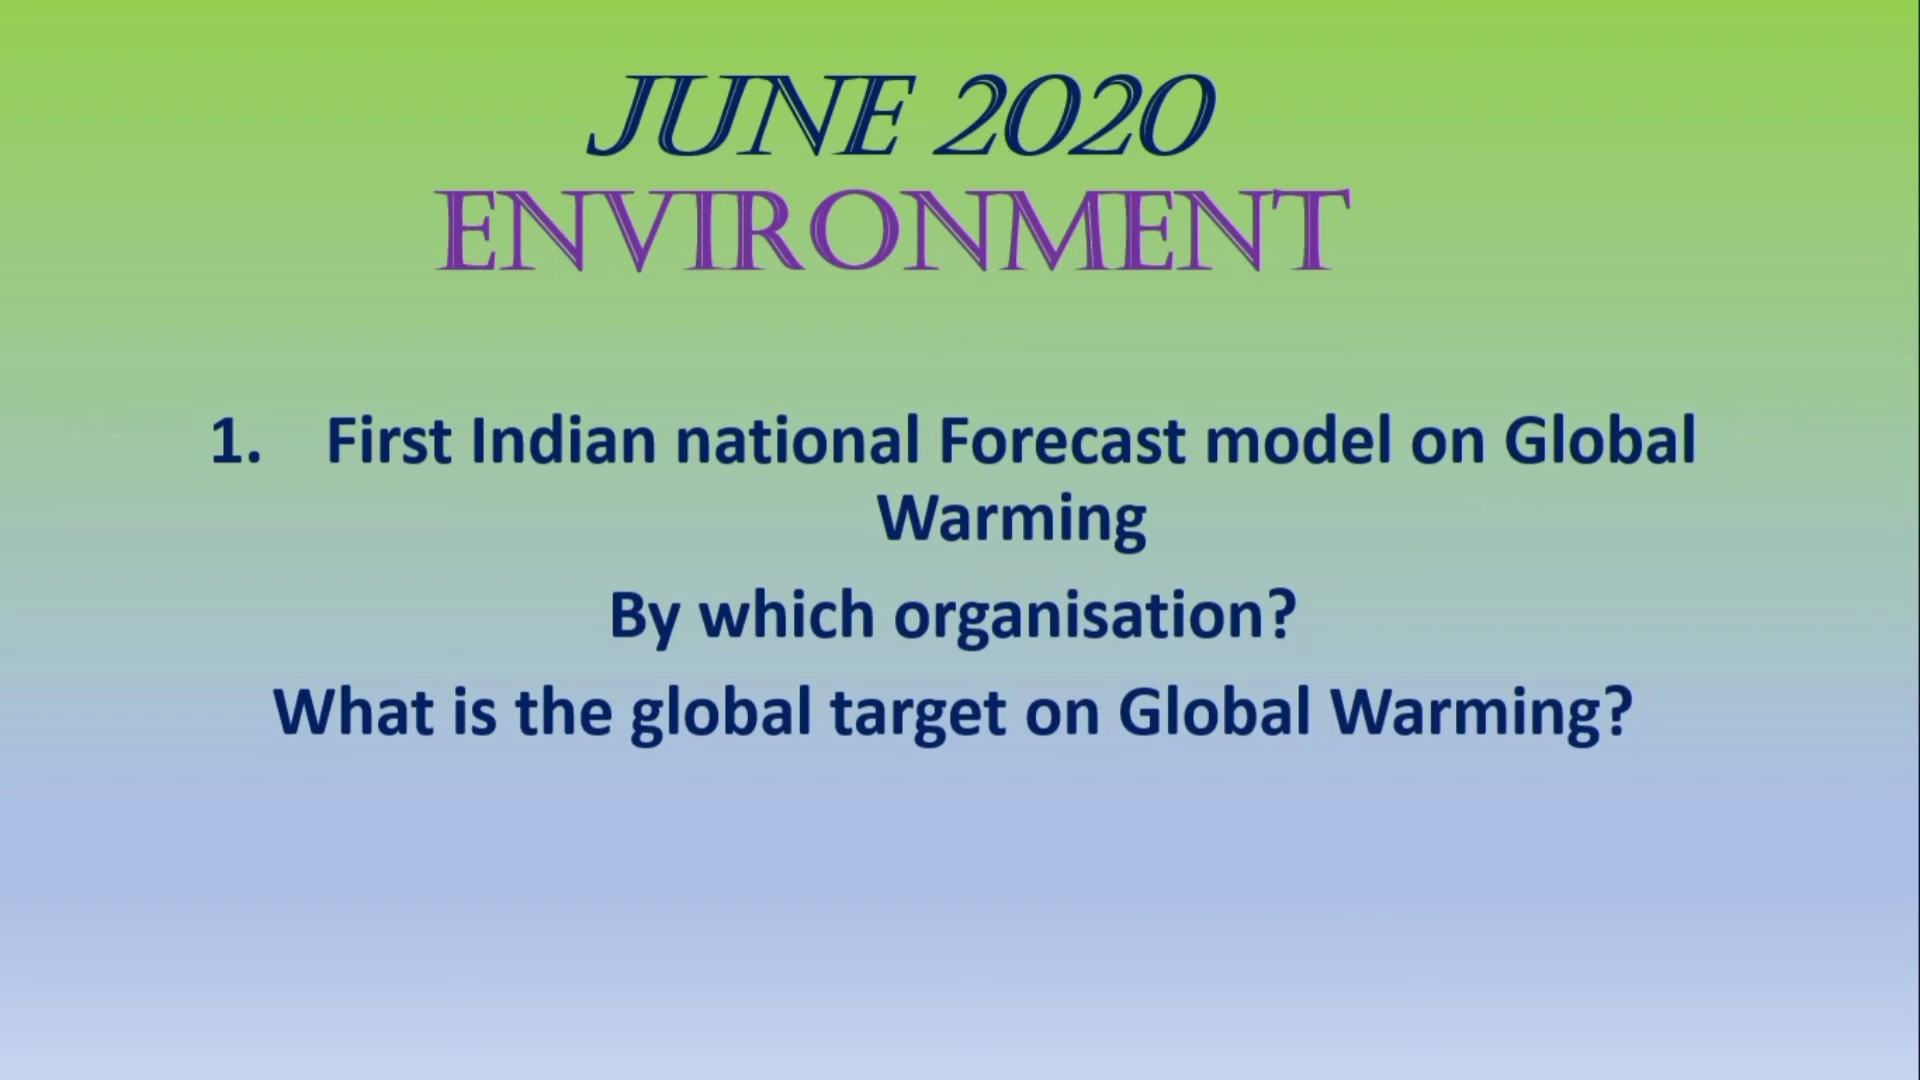 JUNE 2020
ENVIRONMENT
1. First Indian national Forecast model on Global
Warming
By which organisation?
What is the global target on Global Warming?